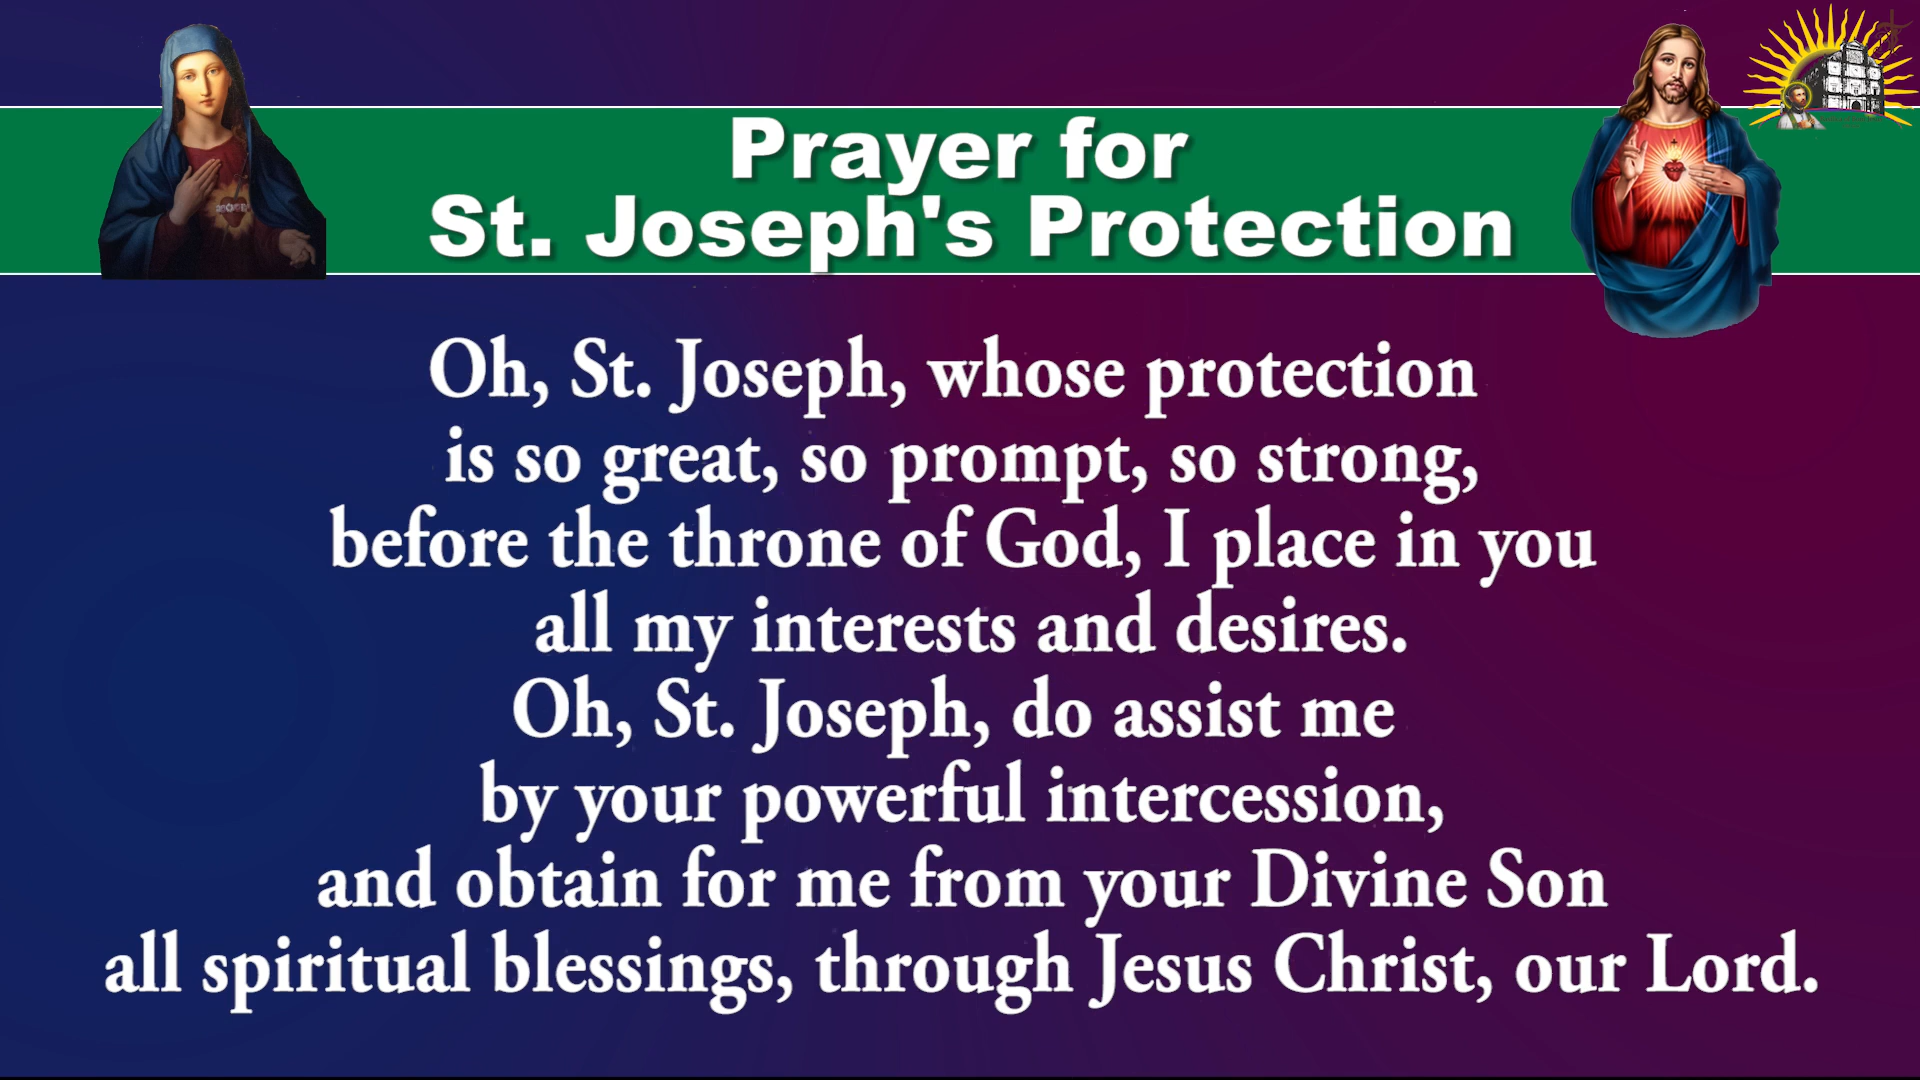 Prayer for
St. Joseph's Protection
Oh, St. Joseph, whose protection
is so great, so prompt, so strong,
before the throne of God, I place in you
all my interests and desires.
Oh, St. Joseph, do assist me
by your powerful intercession,
and obtain for me from your Divine Son
all spiritual blessings, through Jesus Christ, our Lord.